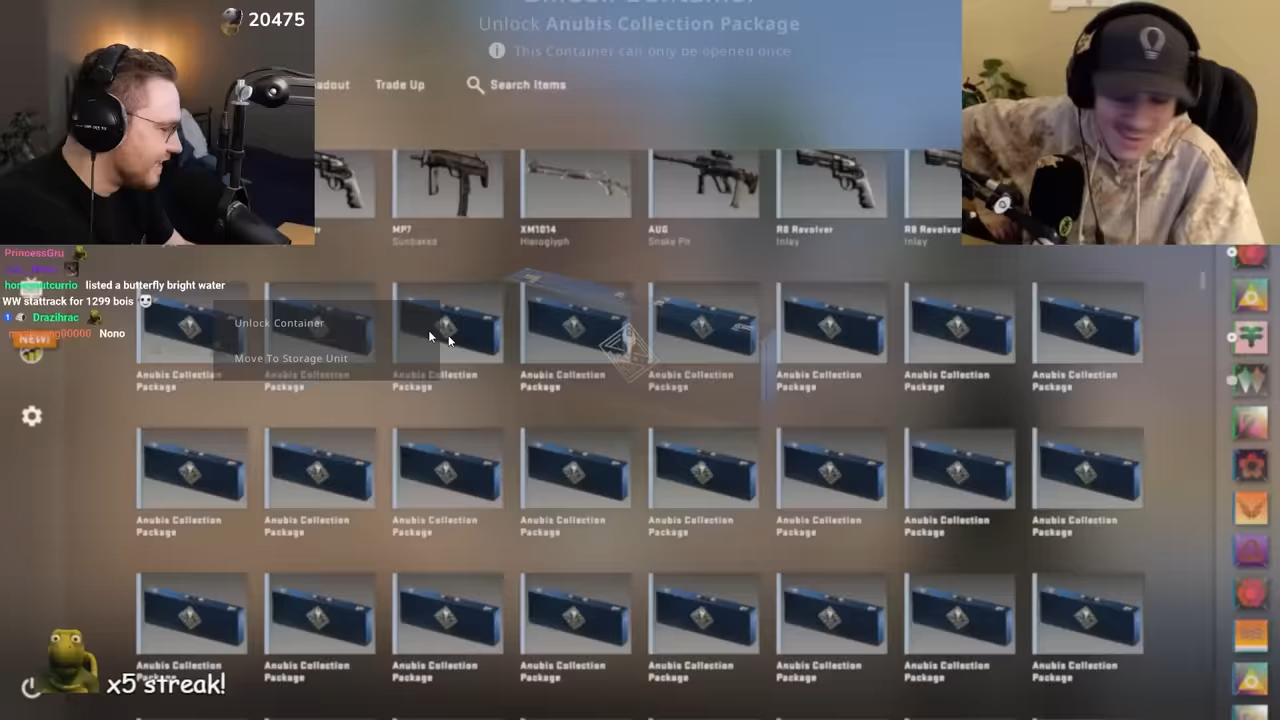 20475
Unlock Anubis Collection Package
This Container can only be opened once
adout
Trade Up
Search Items
MP7
Sunbaked
XM1014
Hieroglyph
AUG
Snake Pit
R8 Revolver
Inlay
R8 Revolver
Inlay
PrincessGru
listed a butterfly bright water
WW stattrack for 1299 bois
1
Drazihrac
Nono
NEW!
Unlock Container
Move To Storage Unit
Anubis Collection
Package
Anubis Collection
Package
Anubis Collection
Package
Anubis Collection
Package
Anubis Collection
Package
Anubis Collection
Package
Anubis Collection
Package
Anubis Collection
Package
Anubis Collection
Package
Anubis Collection
Package
Anubis Collection
Package
Anubis Collection
Package
Anubis Collection
Package
Anubis Collection
Package
Anubis Collection
Package
Anubis Collection
Package
Anubis Collection
Package
Anubis Collection
Package
Anubis Collection
Package
Anubis Collection
Package
Anubis Collection
Package
Anubis Collection
Package
Anubis Collection
Package
Anubis Collection
Package
x5 streak!